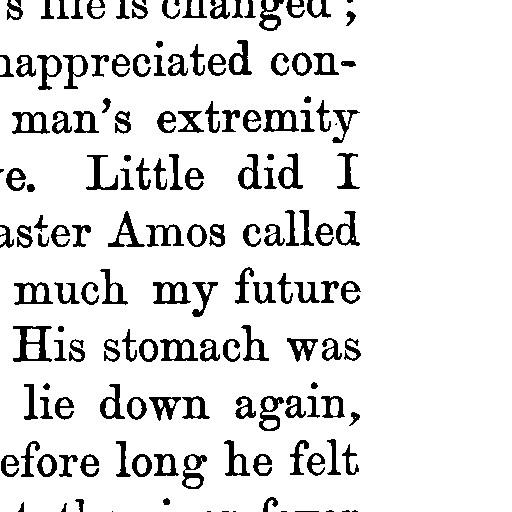 's life is changed ;
nappreciated con-
man's extremity
e. Little did I
aster Amos called
much my future
His stomach was
lie down again,
efore long he felt